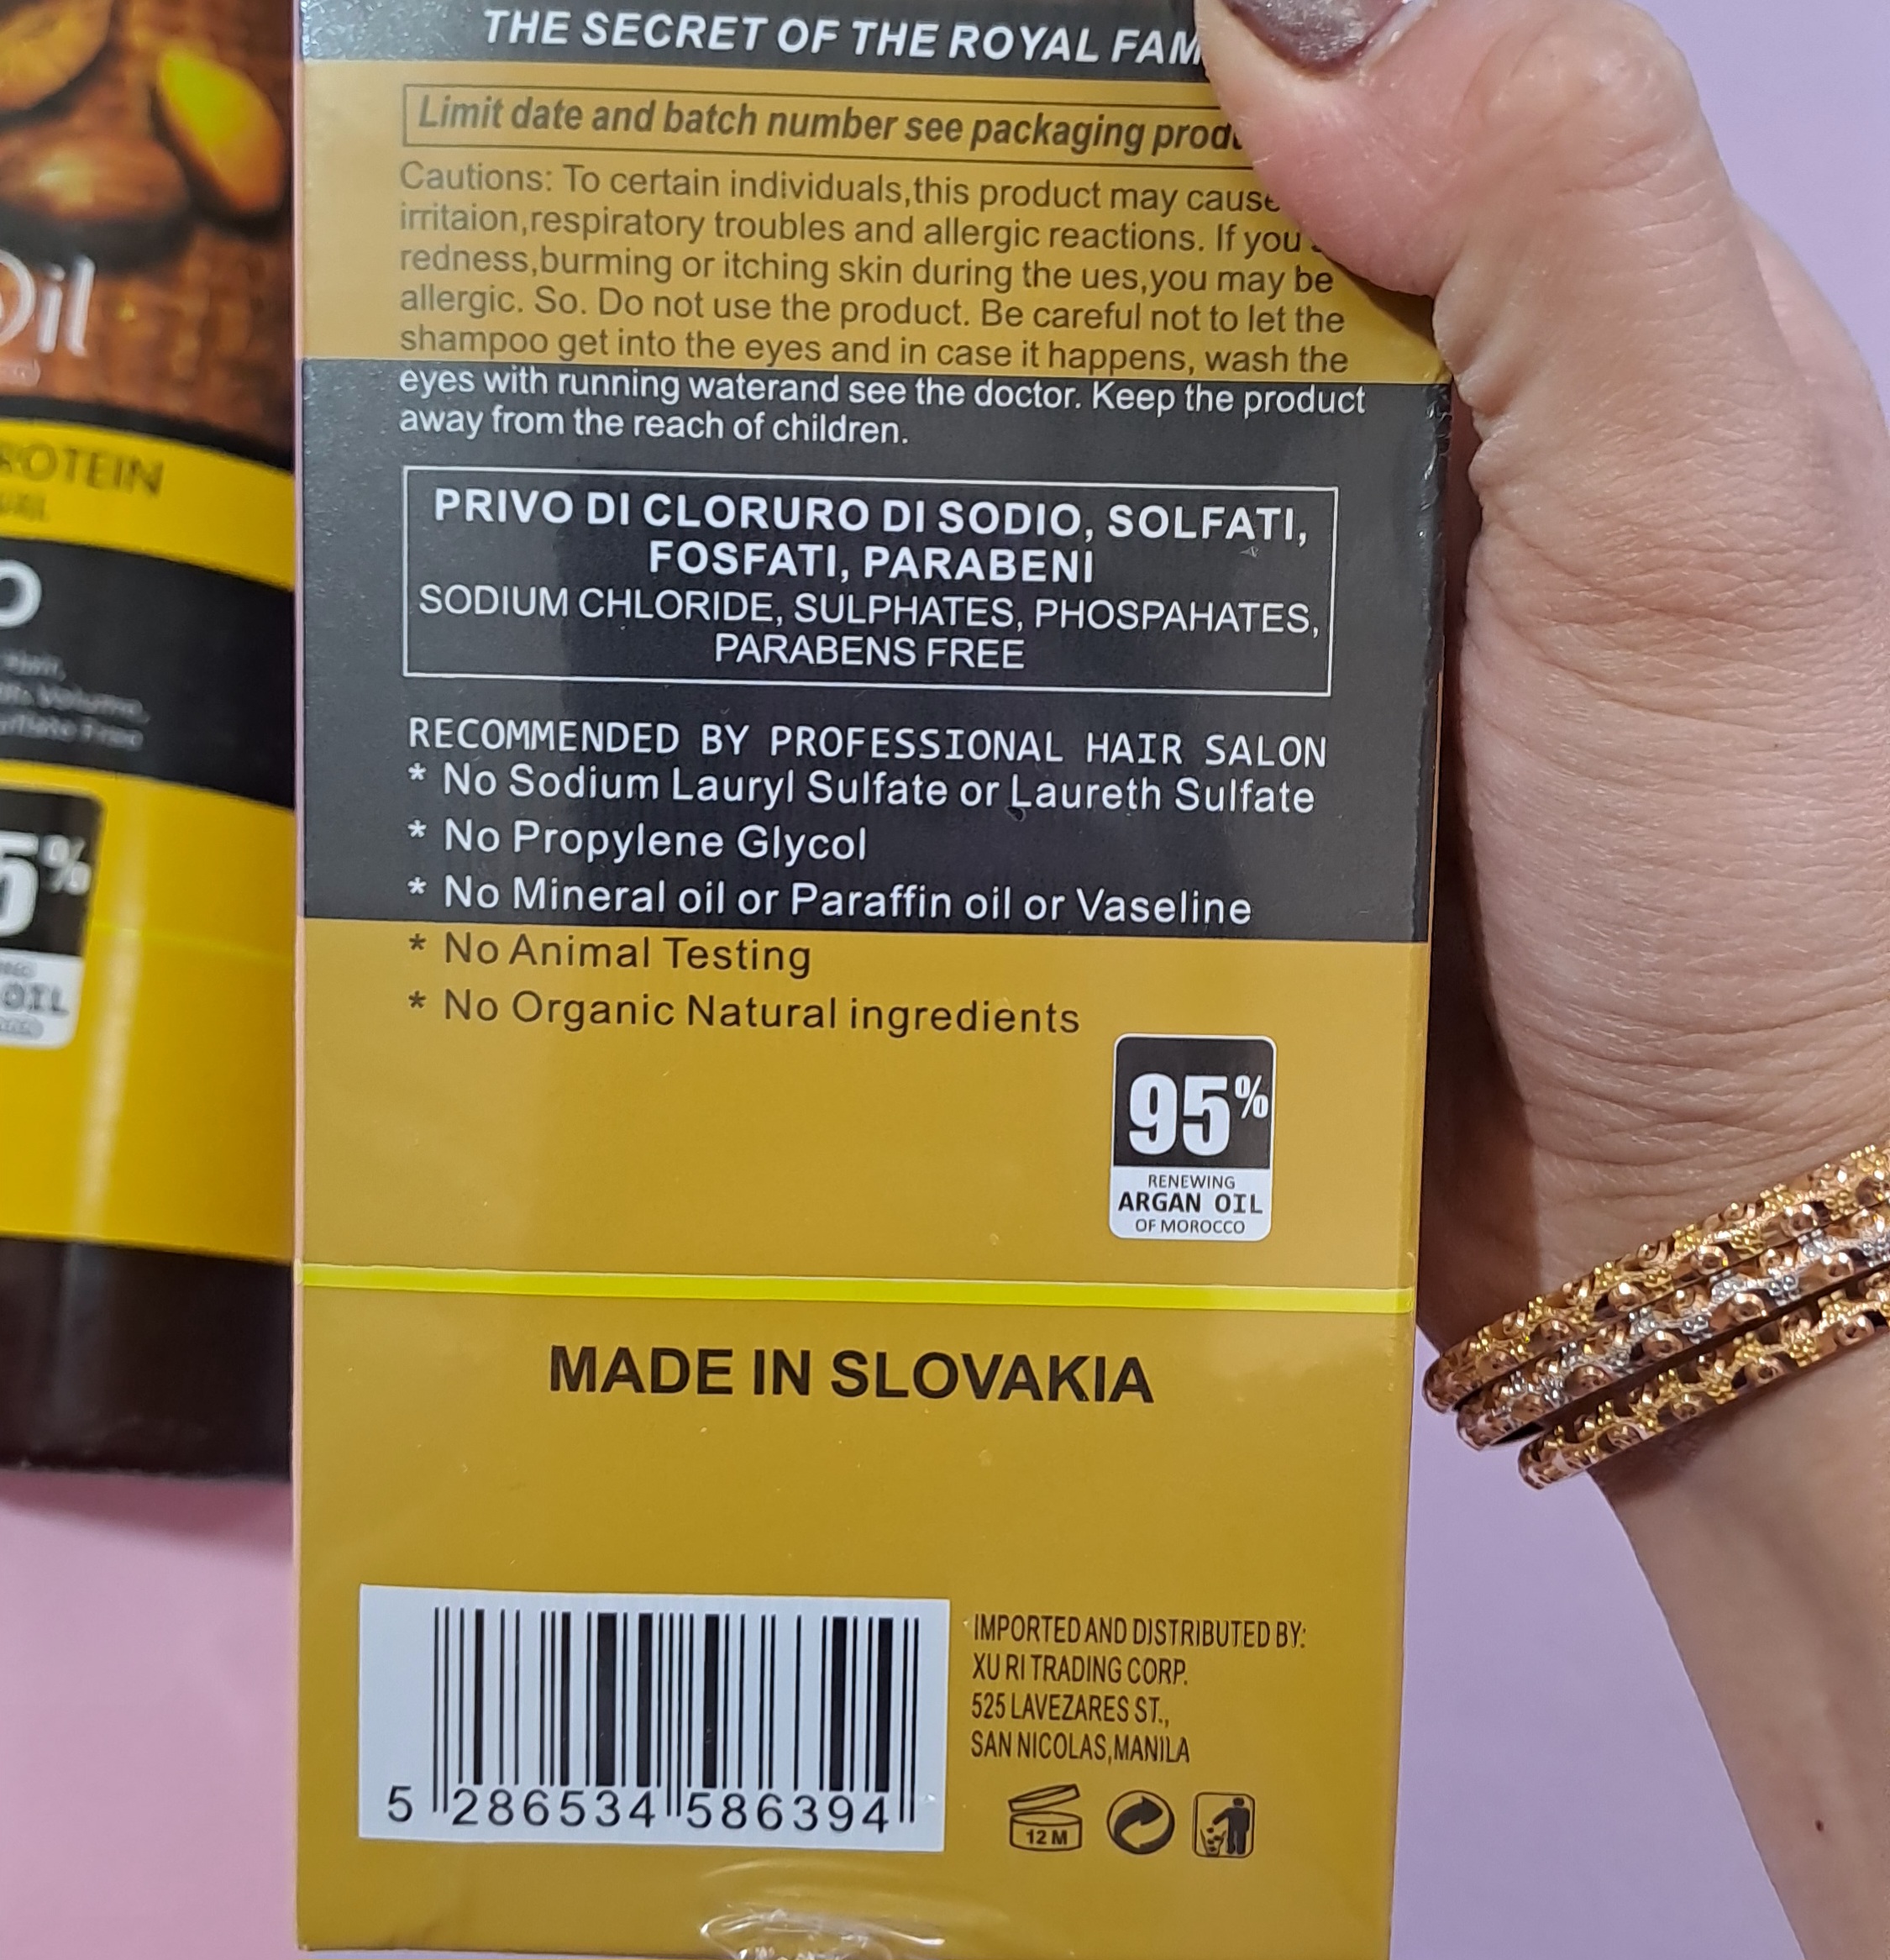 THE SECRET OF THE ROYAL
Limit date and batch number see packaging
Cautions: To certain individuals,this product may cause
irritaion,respiratory troubles and allergic reactions. If you
redness,burming or itching skin during the ues,you may be
allergic. So. Do not use the product. Be careful not to let the
shampoo get into the eyes and in case it happens, wash the
eyes with running waterand see the doctor. Keep the product
away from the reach of children.
PRIVO DI CLORURO DI SODIO, SOLFATI,
FOSFATI, PARABENI
SODIUM CHLORIDE, SULPHATES, PHOSPAHATES,
PARABENS FREE
RECOMMENDED BY PROFESSIONAL HAIR SALON
* No Sodium Lauryl Sulfate or Laureth Sulfate
* No Propylene Glycol
* No Mineral oil or Paraffin oil or Vaseline
* No Animal Testing
* No Organic Natural ingredients
95%
RENEWING
ARGAN OIL
OF MOROCCO
MADE IN SLOVAKIA
5 286534 586394
IMPORTED AND DISTRIBUTED BY:
XU RI TRADING CORP.
525 LAVEZARES ST.,
SAN NICOLAS,MANILA
12 M
Oil
OIL